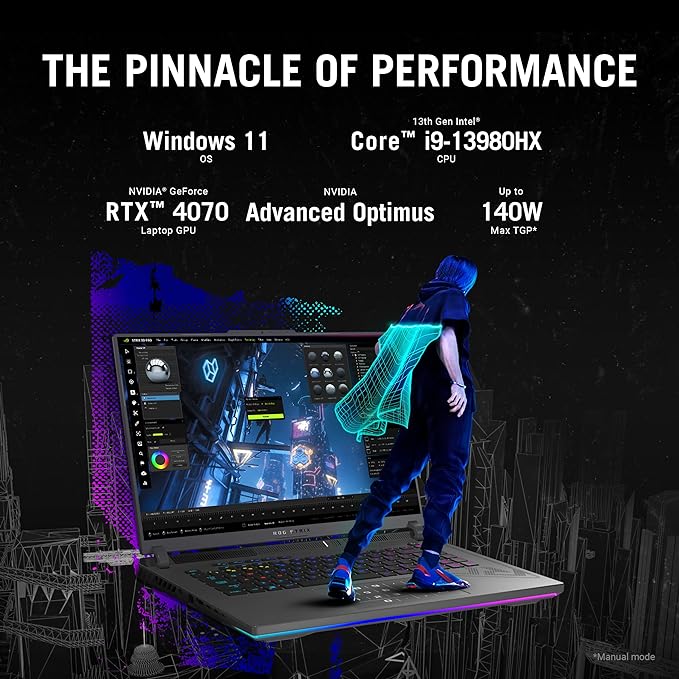 THE PINNACLE OF PERFORMANCE
Windows 11
OS
13th Gen Intel®
Core™ i9-13980HX
CPU
NVIDIA® GeForce
RTX™ 4070
Laptop GPU
NVIDIA
Advanced Optimus
Up to
140W
Max TGP*
*Manual mode